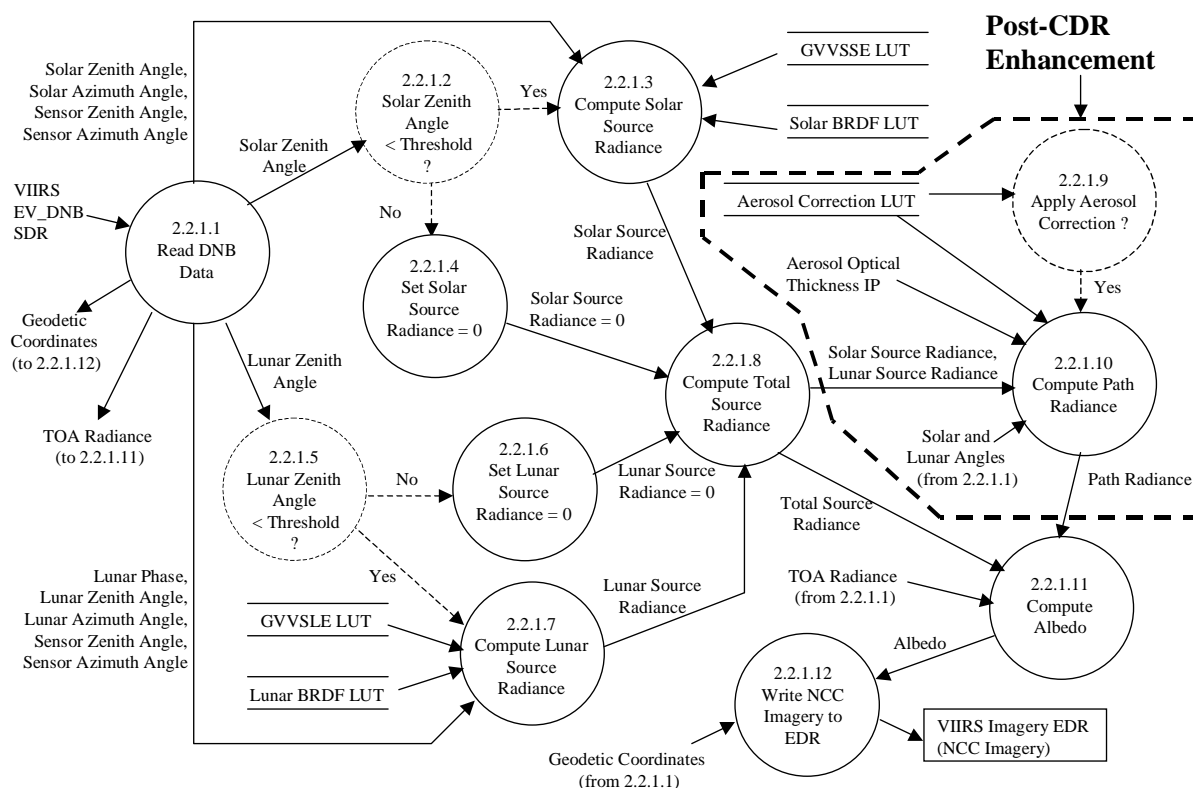 Post-CDR
Enhancement
Solar Zenith Angle,
Solar Azimuth Angle,
Sensor Zenith Angle,
Sensor Azimuth Angle
2.2.1.2
Solar Zenith
Angle
< Threshold
?
Yes
2.2.1.3
Compute Solar
Source
Radiance
GVVSSE LUT
Solar BRDF LUT
Solar Zenith
Angle
VIIRS
EV_DNB
SDR
2.2.1.1
Read DNB
Data
No
Aerosol Correction LUT
2.2.1.9
Apply Aerosol
Correction ?
Solar Source
Radiance
2.2.1.4
Set Solar
Source
Radiance = 0
Solar Source
Radiance = 0
Aerosol Optical
Thickness IP
Yes
Geodetic
Coordinates
(to 2.2.1.12)
Lunar Zenith
Angle
2.2.1.8
Compute Total
Source
Radiance
Solar Source Radiance,
Lunar Source Radiance
2.2.1.10
Compute Path
Radiance
TOA Radiance
(to 2.2.1.11)
2.2.1.5
Lunar Zenith
Angle
< Threshold
?
No
2.2.1.6
Set Lunar
Source
Radiance = 0
Lunar Source
Radiance = 0
Solar and
Lunar Angles
(from 2.2.1.1)
Path Radiance
Total Source
Radiance
Yes
Lunar Phase,
Lunar Zenith Angle,
Lunar Azimuth Angle,
Sensor Zenith Angle,
Sensor Azimuth Angle
GVVSLE LUT
Lunar BRDF LUT
2.2.1.7
Compute Lunar
Source
Radiance
Lunar Source
Radiance
TOA Radiance
(from 2.2.1.1)
2.2.1.11
Compute
Albedo
Albedo
2.2.1.12
Write NCC
Imagery to
EDR
VIIRS Imagery EDR
(NCC Imagery)
Geodetic Coordinates
(from 2.2.1.1)